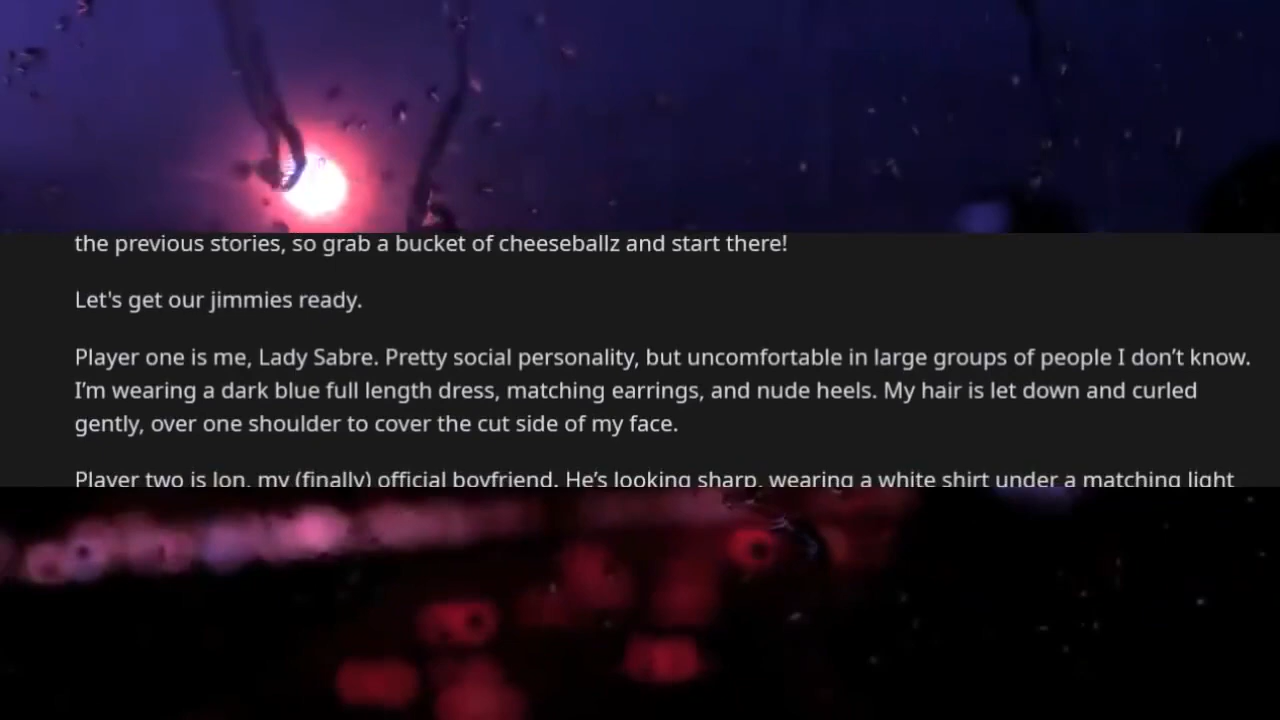 the previous stories, so grab a bucket of cheeseballz and start there!
Let's get our jimmies ready.
Player one is me, Lady Sabre. Pretty social personality, but uncomfortable in large groups of people I don’t know.
I’m wearing a dark blue full length dress, matching earrings, and nude heels. My hair is let down and curled
gently, over one shoulder to cover the cut side of my face.
Player two is Jon, my (finally) official boyfriend. He’s looking sharp, wearing a white shirt under a matching light